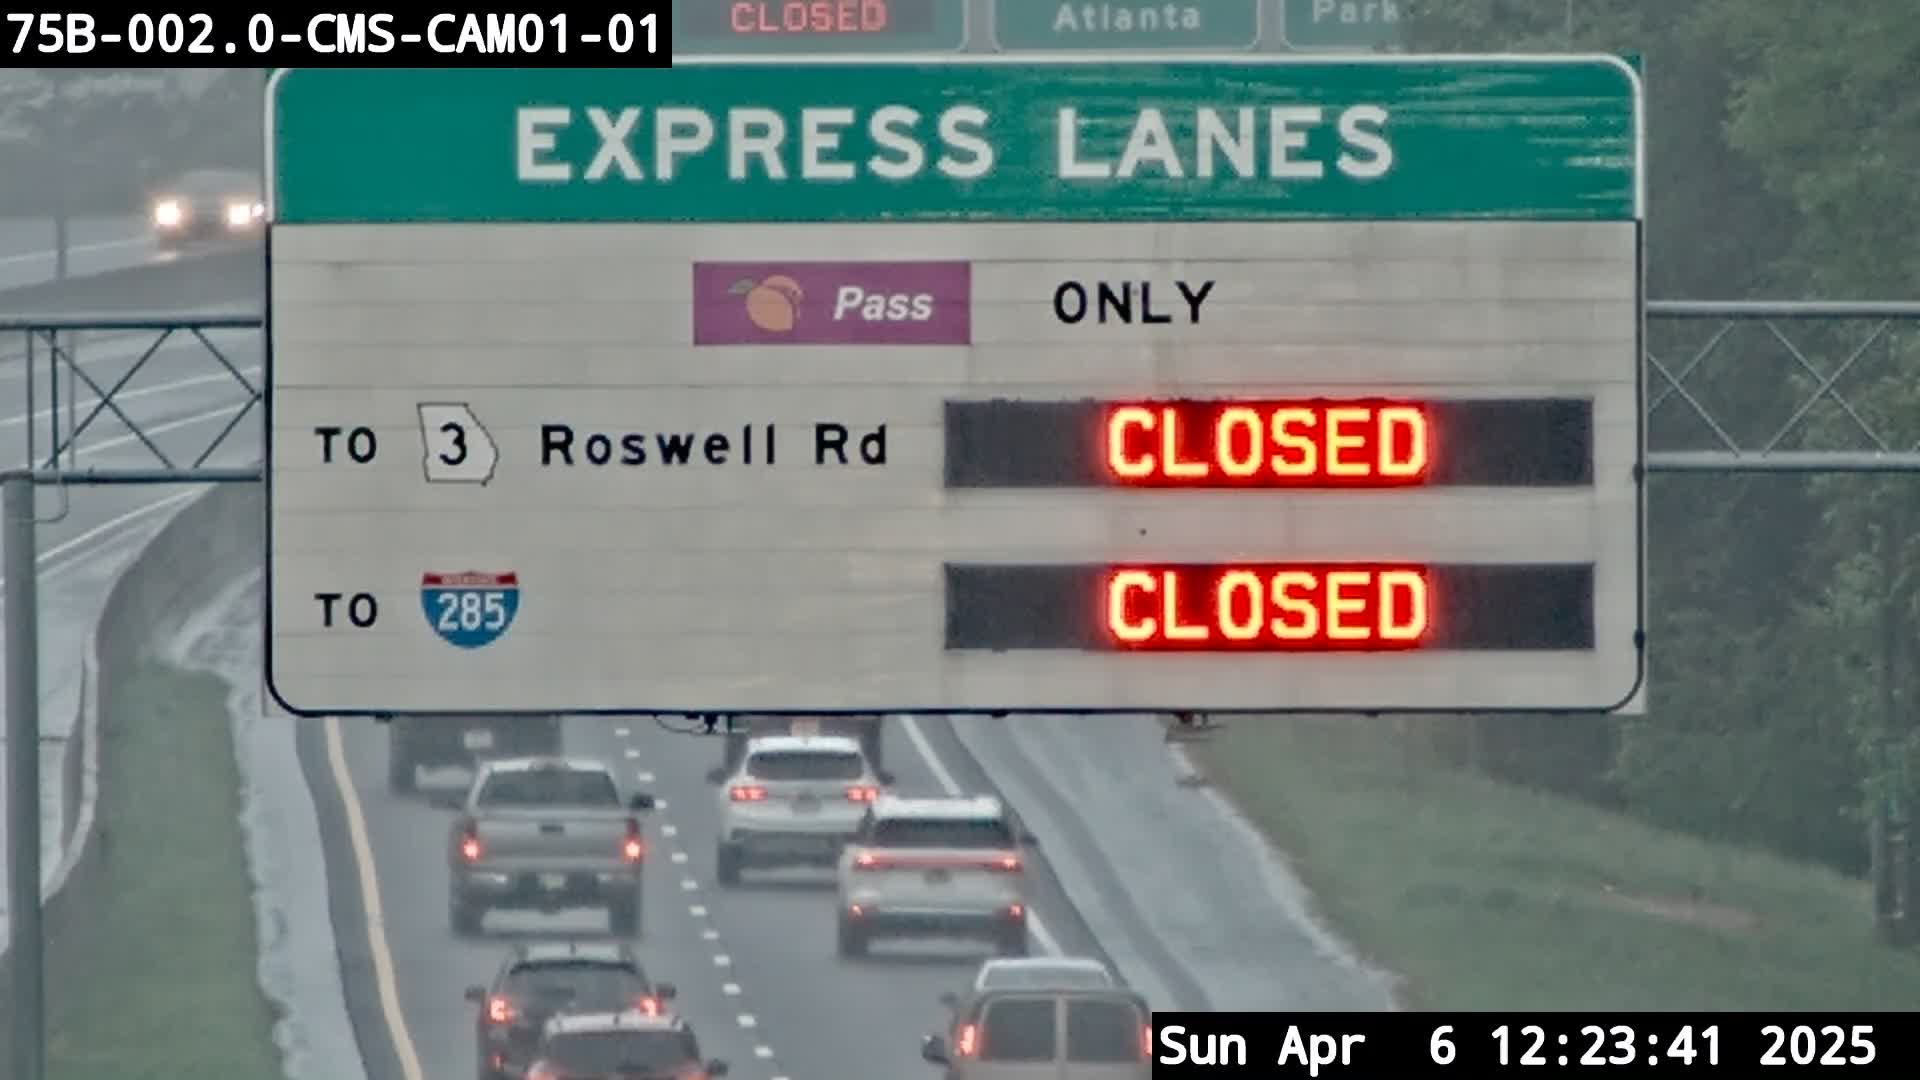 75B-002.0-CMS-CAM01-01
CLOSED
Atlanta
Park
EXPRESS LANES
Pass ONLY
TO 3 Roswell Rd CLOSED
TO 285 CLOSED
Sun Apr 6 12:23:41 2025